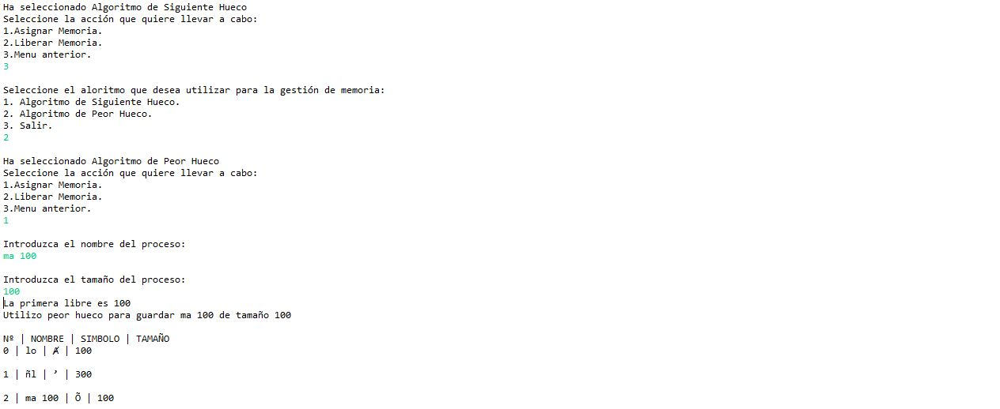 Ha seleccionado Algoritmo de Siguiente Hueco
Seleccione la acción que quiere llevar a cabo:
1.Asignar Memoria.
2.Liberar Memoria.
3.Menu anterior.
3
Seleccione el aloritmo que desea utilizar para la gestión de memoria:
1. Algoritmo de Siguiente Hueco.
2. Algoritmo de Peor Hueco.
3. Salir.
2
Ha seleccionado Algoritmo de Peor Hueco
Seleccione la acción que quiere llevar a cabo:
1.Asignar Memoria.
2.Liberar Memoria.
3.Menu anterior.
1
Introduzca el nombre del proceso:
ma 100
Introduzca el tamaño del proceso:
100
La primera libre es 100
Utilizo peor hueco para guardar ma 100 de tamaño 100
Nº | NOMBRE | SIMBOLO | TAMAÑO
0 | lo | Ⱥ | 100
1 | ñl | ’ | 300
2 | ma 100 | Õ | 100